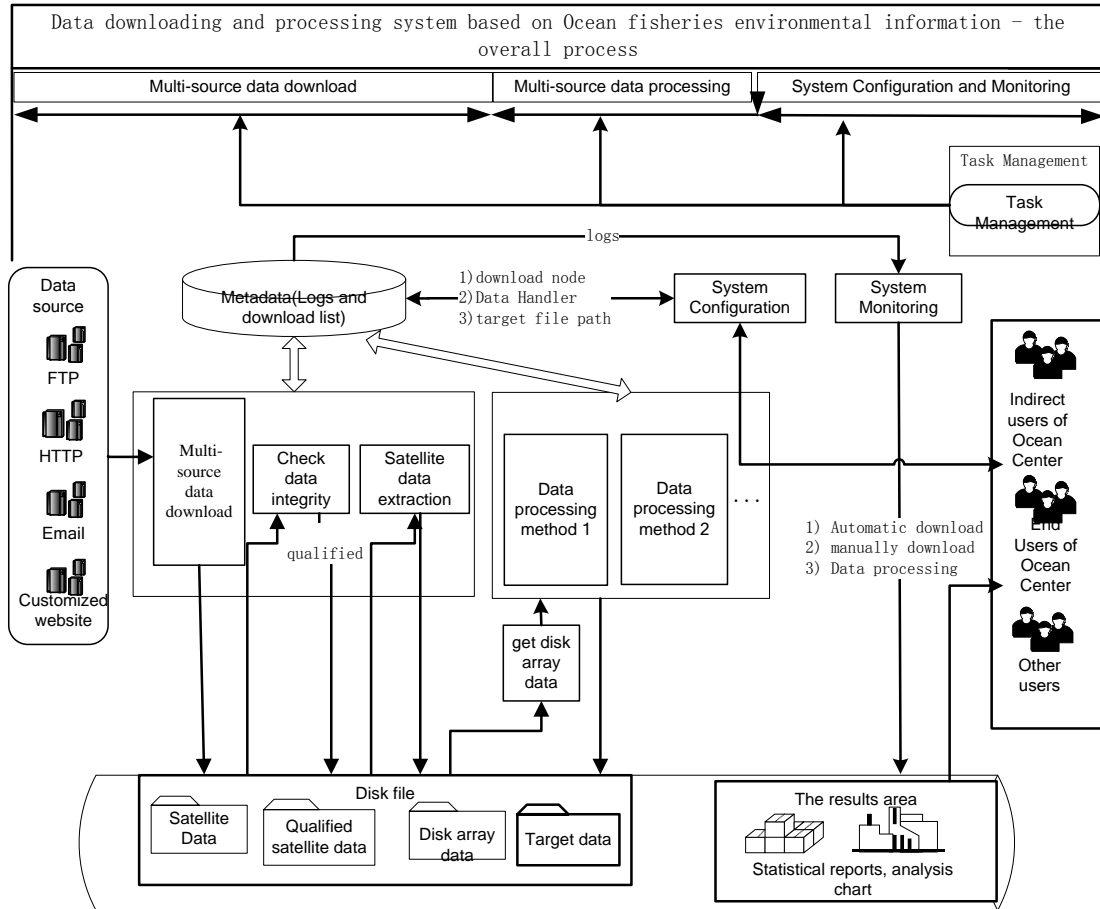 Data downloading and processing system based on Ocean fisheries environmental information - the
overall process
Multi-source data download
Multi-source data processing
System Configuration and Monitoring
Task Management
Task
Management
logs
Data
source
FTP
HTTP
Email
Customized
website
Metadata(Logs and
download list)
1)download node
2)Data Handler
3)target file path
System
Configuration
System
Monitoring
Multi-
source
data
download
Check
data
integrity
Satellite
data
extraction
qualified
Data
processing
method 1
Data
processing
method 2
...
1) Automatic download
2) manually download
3) Data processing
Indirect
users of
Ocean
Center
End
Users of
Ocean
Center
Other
users
get disk
array
data
Disk file
Satellite
Data
Qualified
satellite data
Disk array
data
Target data
The results area
Statistical reports, analysis
chart